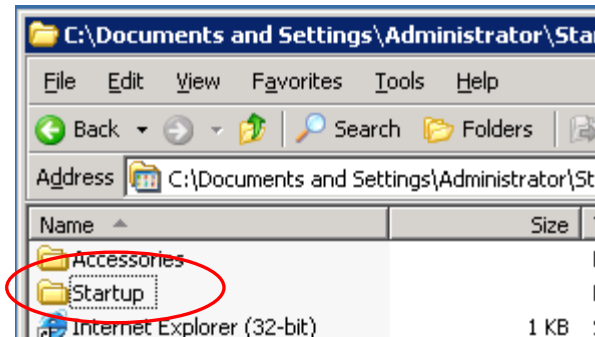 C:\Documents and Settings\Administrator\Sta
File Edit View Favorites Tools Help
Back Search Folders
Address C:\Documents and Settings\Administrator\St
Name Size
Accessories
Startup
Internet Explorer (32-bit) 1 KB